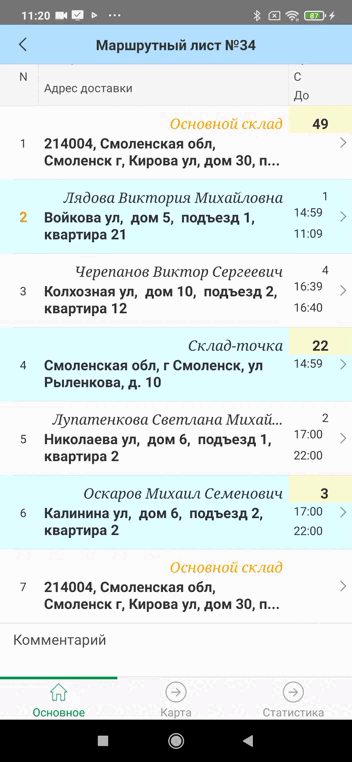 11:20
87
Маршрутный лист №34
N
Адрес доставки
С
До
Основной склад
49
1
214004, Смоленская обл,
Смоленск г, Кирова ул, дом 30, п...
Лядова Виктория Михайловна
1
2
Войкова ул, дом 5, подъезд 1,
квартира 21
14:59
11:09
Черепанов Виктор Сергеевич
4
3
Колхозная ул, дом 10, подъезд 2,
квартира 12
16:39
16:40
Склад-точка
22
4
Смоленская обл, г Смоленск, ул
Рыленкова, д. 10
14:59
Лупатенкова Светлана Михай...
2
5
Николаева ул, дом 6, подъезд 1,
квартира 2
17:00
22:00
Оскаров Михаил Семенович
3
6
Калинина ул, дом 6, подъезд 2,
квартира 2
17:00
22:00
Основной склад
7
214004, Смоленская обл,
Смоленск г, Кирова ул, дом 30, п...
Комментарий
Основное
Карта
Статистика